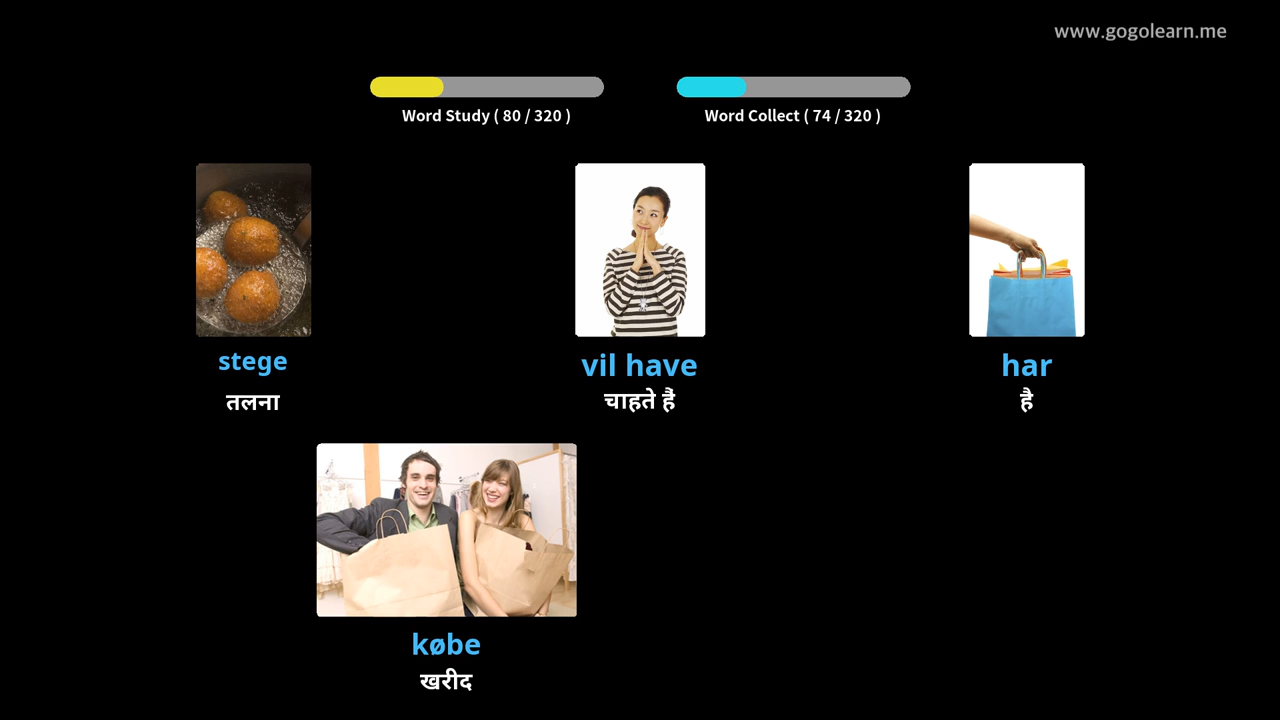 www.gogolearn.me
Word Study ( 80 / 320 )
Word Collect ( 74 / 320 )
stege
vil have
har
तलना
चाहते हैं
है
købe
खरीद